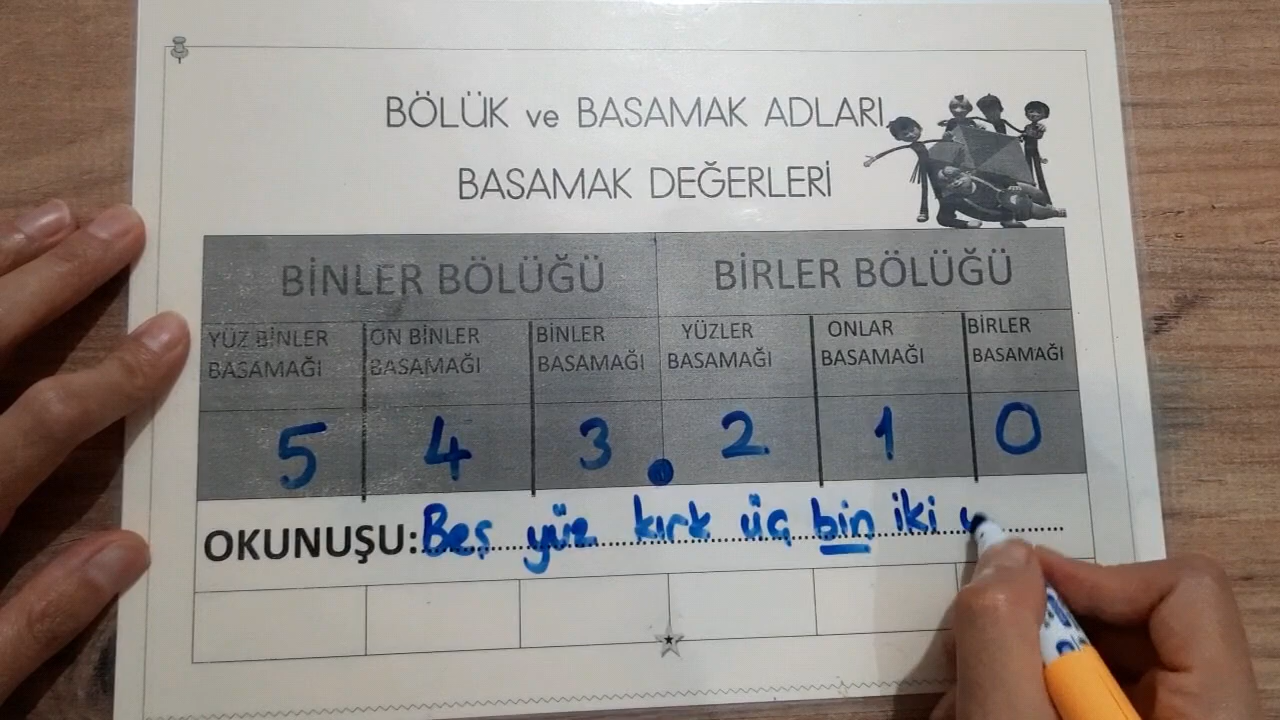 BÖLÜK ve BASAMAK ADLARI
BASAMAK DEĞERLERİ
BİNLER BÖLÜĞÜ BİRLER BÖLÜĞÜ
YÜZ BİNLER BASAMAĞI ON BİNLER BASAMAĞI BİNLER BASAMAĞI YÜZLER BASAMAĞI ONLAR BASAMAĞI BİRLER BASAMAĞI
5 4 3 . 2 1 0
OKUNUŞU: Beş yüz kırk üç bin iki